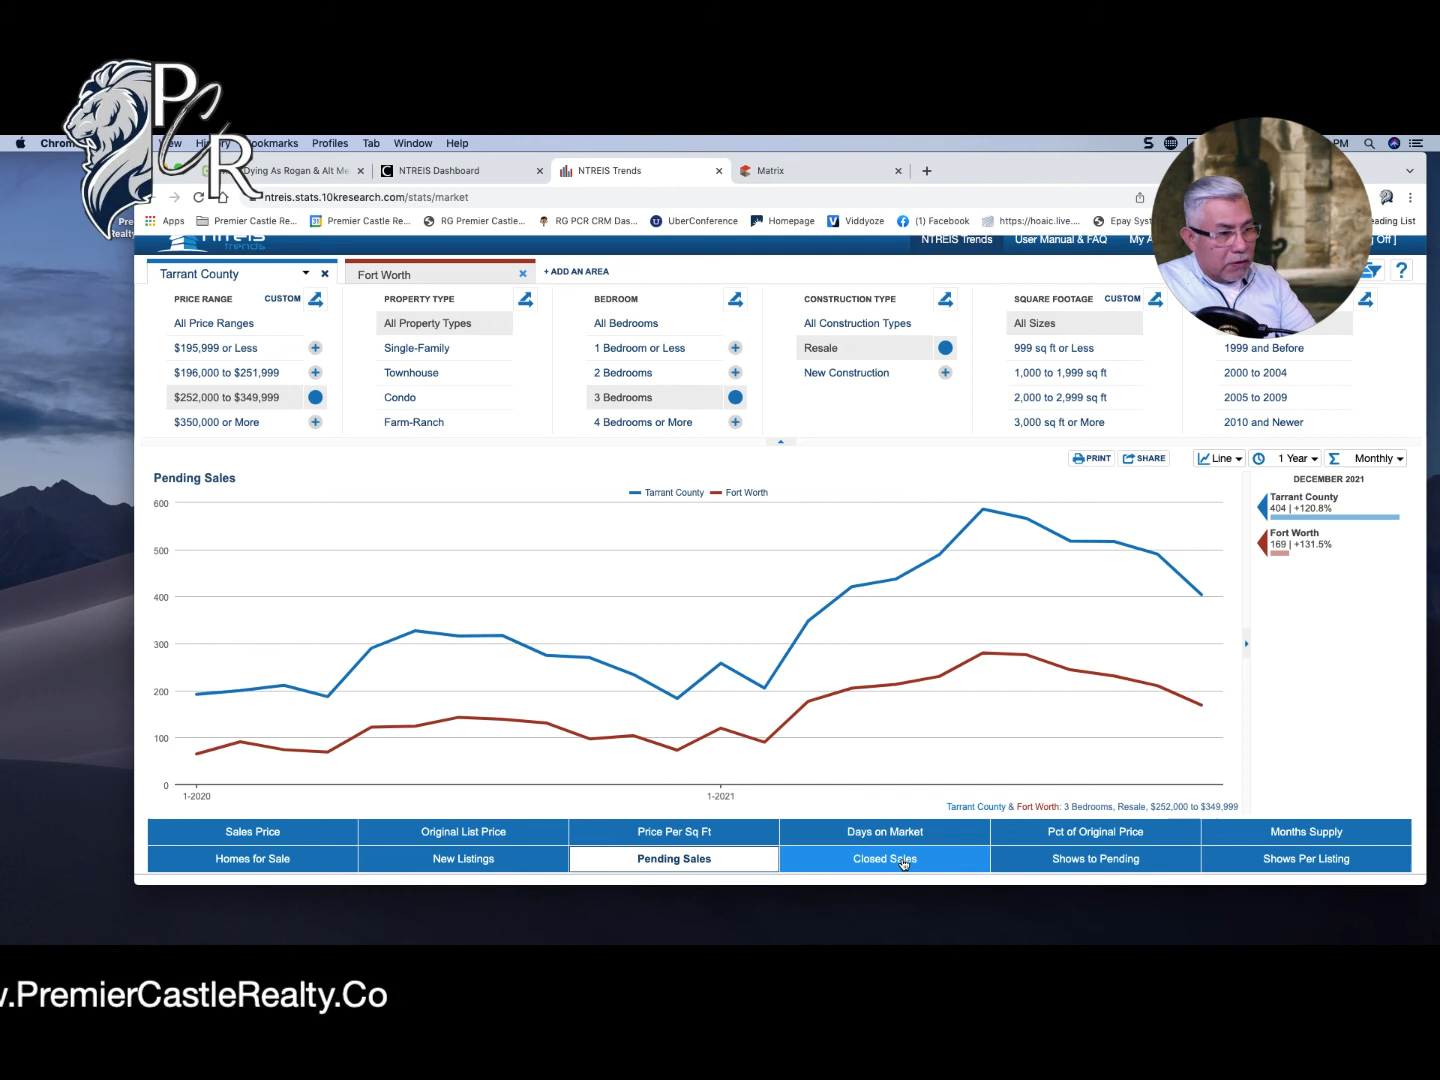 PCR
Chrom
View
History
Bookmarks
Profiles
Tab
Window
Help
S
PM
Dying As Rogan & Alt Me
NTREIS Dashboard
NTREIS Trends
Matrix
ntreis.stats.10kresearch.com/stats/market
Apps
Premier Castle Re...
Premier Castle Re...
RG Premier Castle...
RG PCR CRM Das...
UberConference
Homepage
Viddyoze
(1) Facebook
https://hoaic.live....
Epay Sys
eading List
NTREIS Trends
User Manual & FAQ
My A
Off ]
Tarrant County
Fort Worth
+ ADD AN AREA
?
PRICE RANGE
CUSTOM
PROPERTY TYPE
BEDROOM
CONSTRUCTION TYPE
SQUARE FOOTAGE
CUSTOM
All Price Ranges
All Property Types
All Bedrooms
All Construction Types
All Sizes
$195,999 or Less
Single-Family
1 Bedroom or Less
Resale
999 sq ft or Less
1999 and Before
$196,000 to $251,999
Townhouse
2 Bedrooms
New Construction
1,000 to 1,999 sq ft
2000 to 2004
$252,000 to $349,999
Condo
3 Bedrooms
2,000 to 2,999 sq ft
2005 to 2009
$350,000 or More
Farm-Ranch
4 Bedrooms or More
3,000 sq ft or More
2010 and Newer
PRINT
SHARE
Line
1 Year
Σ Monthly
Pending Sales
Tarrant County
Fort Worth
DECEMBER 2021
Tarrant County
404 | +120.8%
Fort Worth
169 | +131.5%
600
500
400
300
200
100
0
1-2020
1-2021
Tarrant County & Fort Worth: 3 Bedrooms, Resale, $252,000 to $349,999
Sales Price
Original List Price
Price Per Sq Ft
Days on Market
Pct of Original Price
Months Supply
Homes for Sale
New Listings
Pending Sales
Closed Sales
Shows to Pending
Shows Per Listing
w.PremierCastleRealty.Co